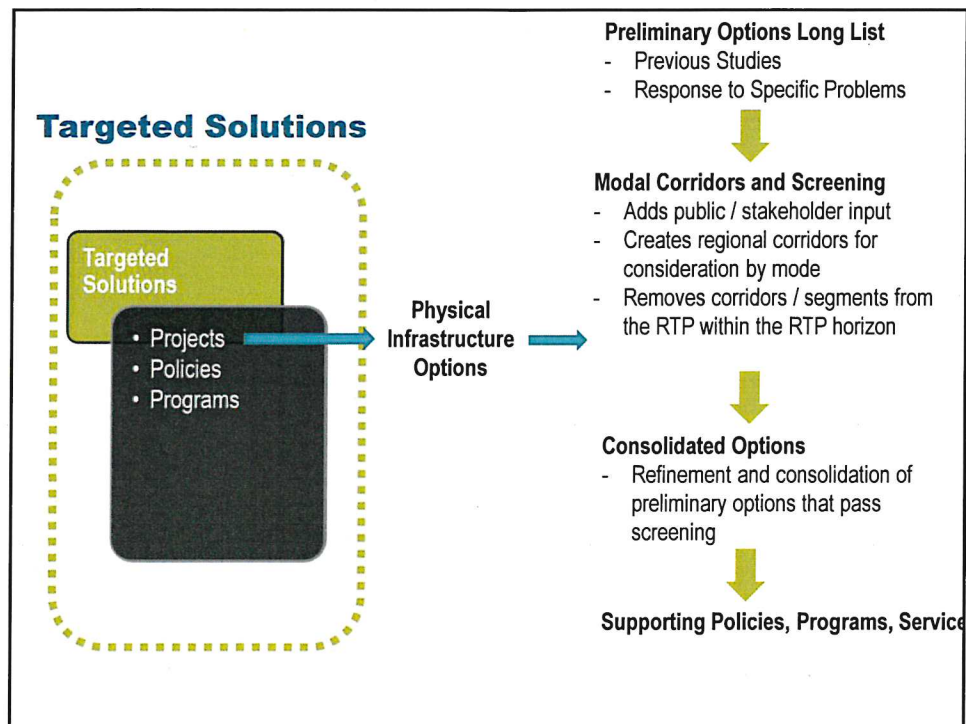 Targeted Solutions
Targeted
Solutions
• Projects
• Policies
• Programs
Physical
Infrastructure
Options
Preliminary Options Long List
- Previous Studies
- Response to Specific Problems
Modal Corridors and Screening
- Adds public / stakeholder input
- Creates regional corridors for
consideration by mode
- Removes corridors / segments from
the RTP within the RTP horizon
Consolidated Options
- Refinement and consolidation of
preliminary options that pass
screening
Supporting Policies, Programs, Service